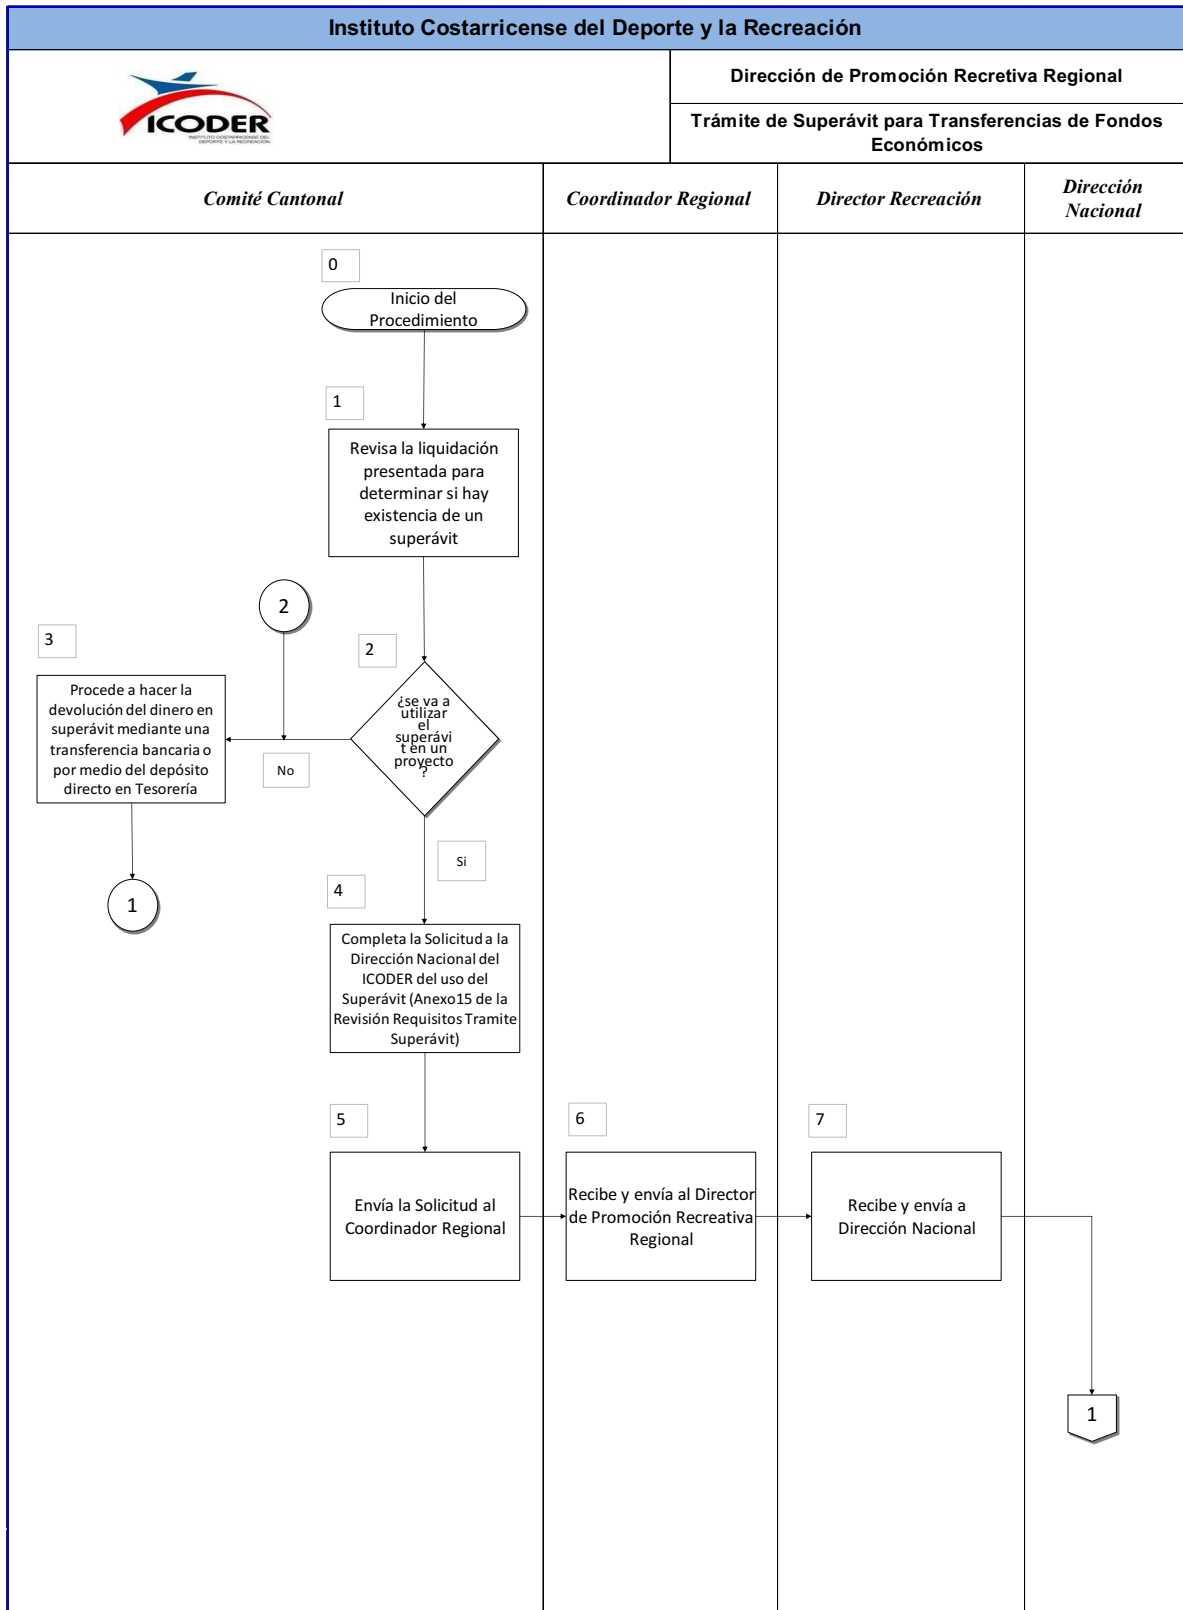 Instituto Costarricense del Deporte y la Recreación
ICODER
INSTITUTO COSTARRICENSE DEL
DEPORTE Y LA RECREACIÓN
Dirección de Promoción Recretiva Regional
Trámite de Superávit para Transferencias de Fondos
Económicos
Comité Cantonal
Coordinador Regional
Director Recreación
Dirección
Nacional
0
Inicio del
Procedimiento
1
Revisa la liquidación
presentada para
determinar si hay
existencia de un
superávit
2
3
2
Procede a hacer la
devolución del dinero en
superávit mediante una
transferencia bancaria o
por medio del depósito
directo en Tesorería
¿se va a
utilizar
el
superávi
t en un
proyecto
?
No
Si
1
4
Completa la Solicitud a la
Dirección Nacional del
ICODER del uso del
Superávit (Anexo15 de la
Revisión Requisitos Tramite
Superávit)
5
6
7
Envía la Solicitud al
Coordinador Regional
Recibe y envía al Director
de Promoción Recreativa
Regional
Recibe y envía a
Dirección Nacional
1